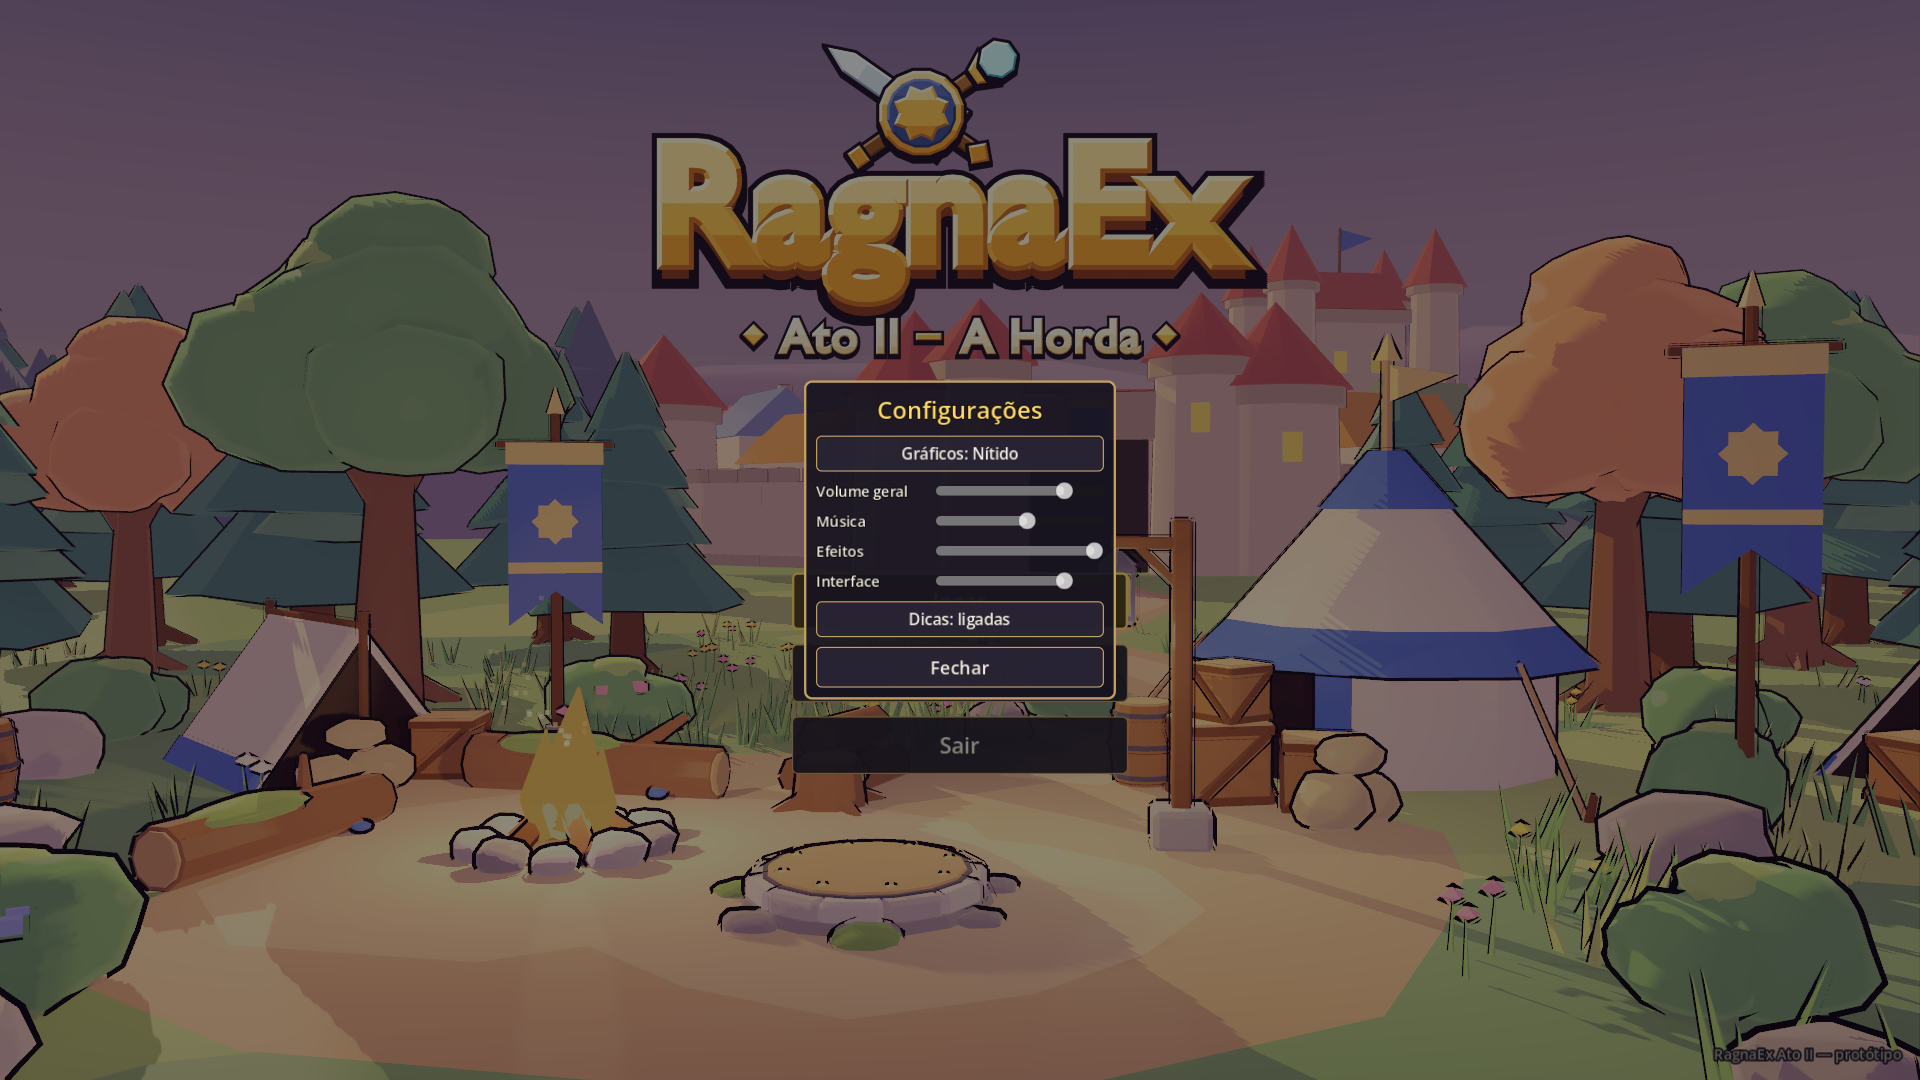 RagnaEx
Ato II – A Horda
Configurações
Gráficos: Nítido
Volume geral
Música
Efeitos
Interface
Dicas: ligadas
Fechar
Sair
RagnaEx Ato II — protótipo